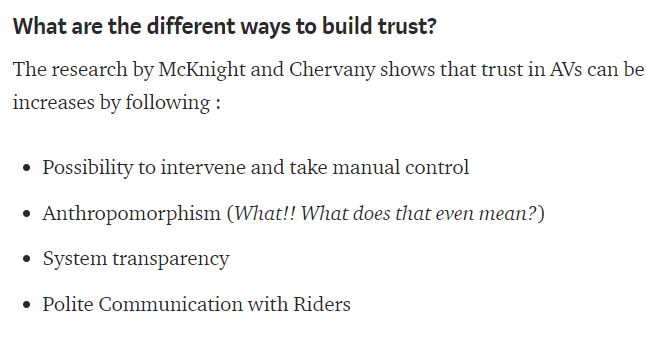 What are the different ways to build trust?
The research by McKnight and Chervany shows that trust in AVs can be
increases by following :
• Possibility to intervene and take manual control
• Anthropomorphism (What!! What does that even mean?)
• System transparency
• Polite Communication with Riders